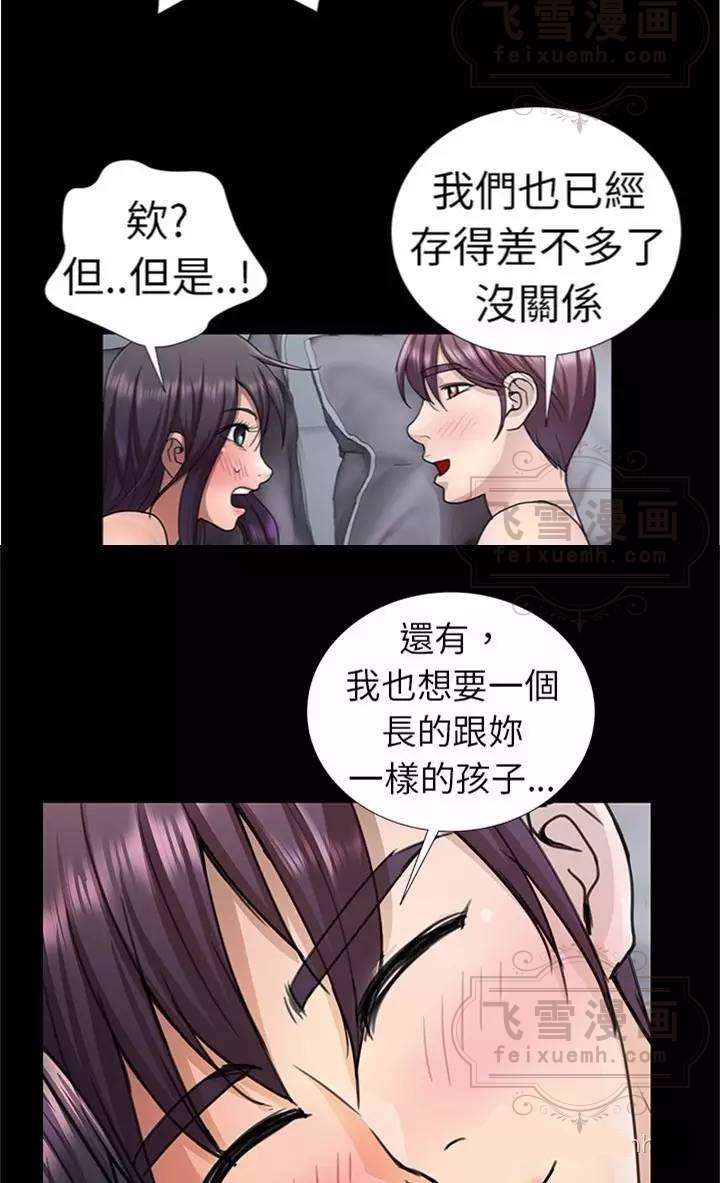 飞雪漫画
feixuemh.com
我們也已經
存得差不多了
沒關係
欸?
但..但是..!
飞雪漫画
feixuemh.com
還有，
我也想要一個
長的跟妳
一樣的孩子...
飞雪漫画
feixuemh.com